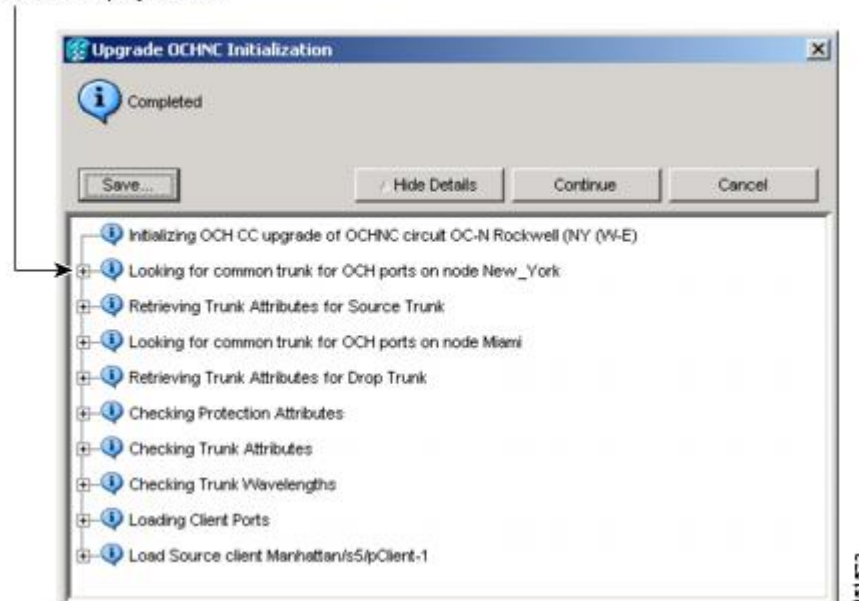 Upgrade OCHNC Initialization
Completed
Save...
Hide Details
Continue
Cancel
Initializing OCH CC upgrade of OCHNC circuit OC-N Rockwell (NY (W-E)
Looking for common trunk for OCH ports on node New_York
Retrieving Trunk Attributes for Source Trunk
Looking for common trunk for OCH ports on node Miami
Retrieving Trunk Attributes for Drop Trunk
Checking Protection Attributes
Checking Trunk Attributes
Checking Trunk Wavelengths
Loading Client Ports
Load Source client Manhattan/s5/pClient-1